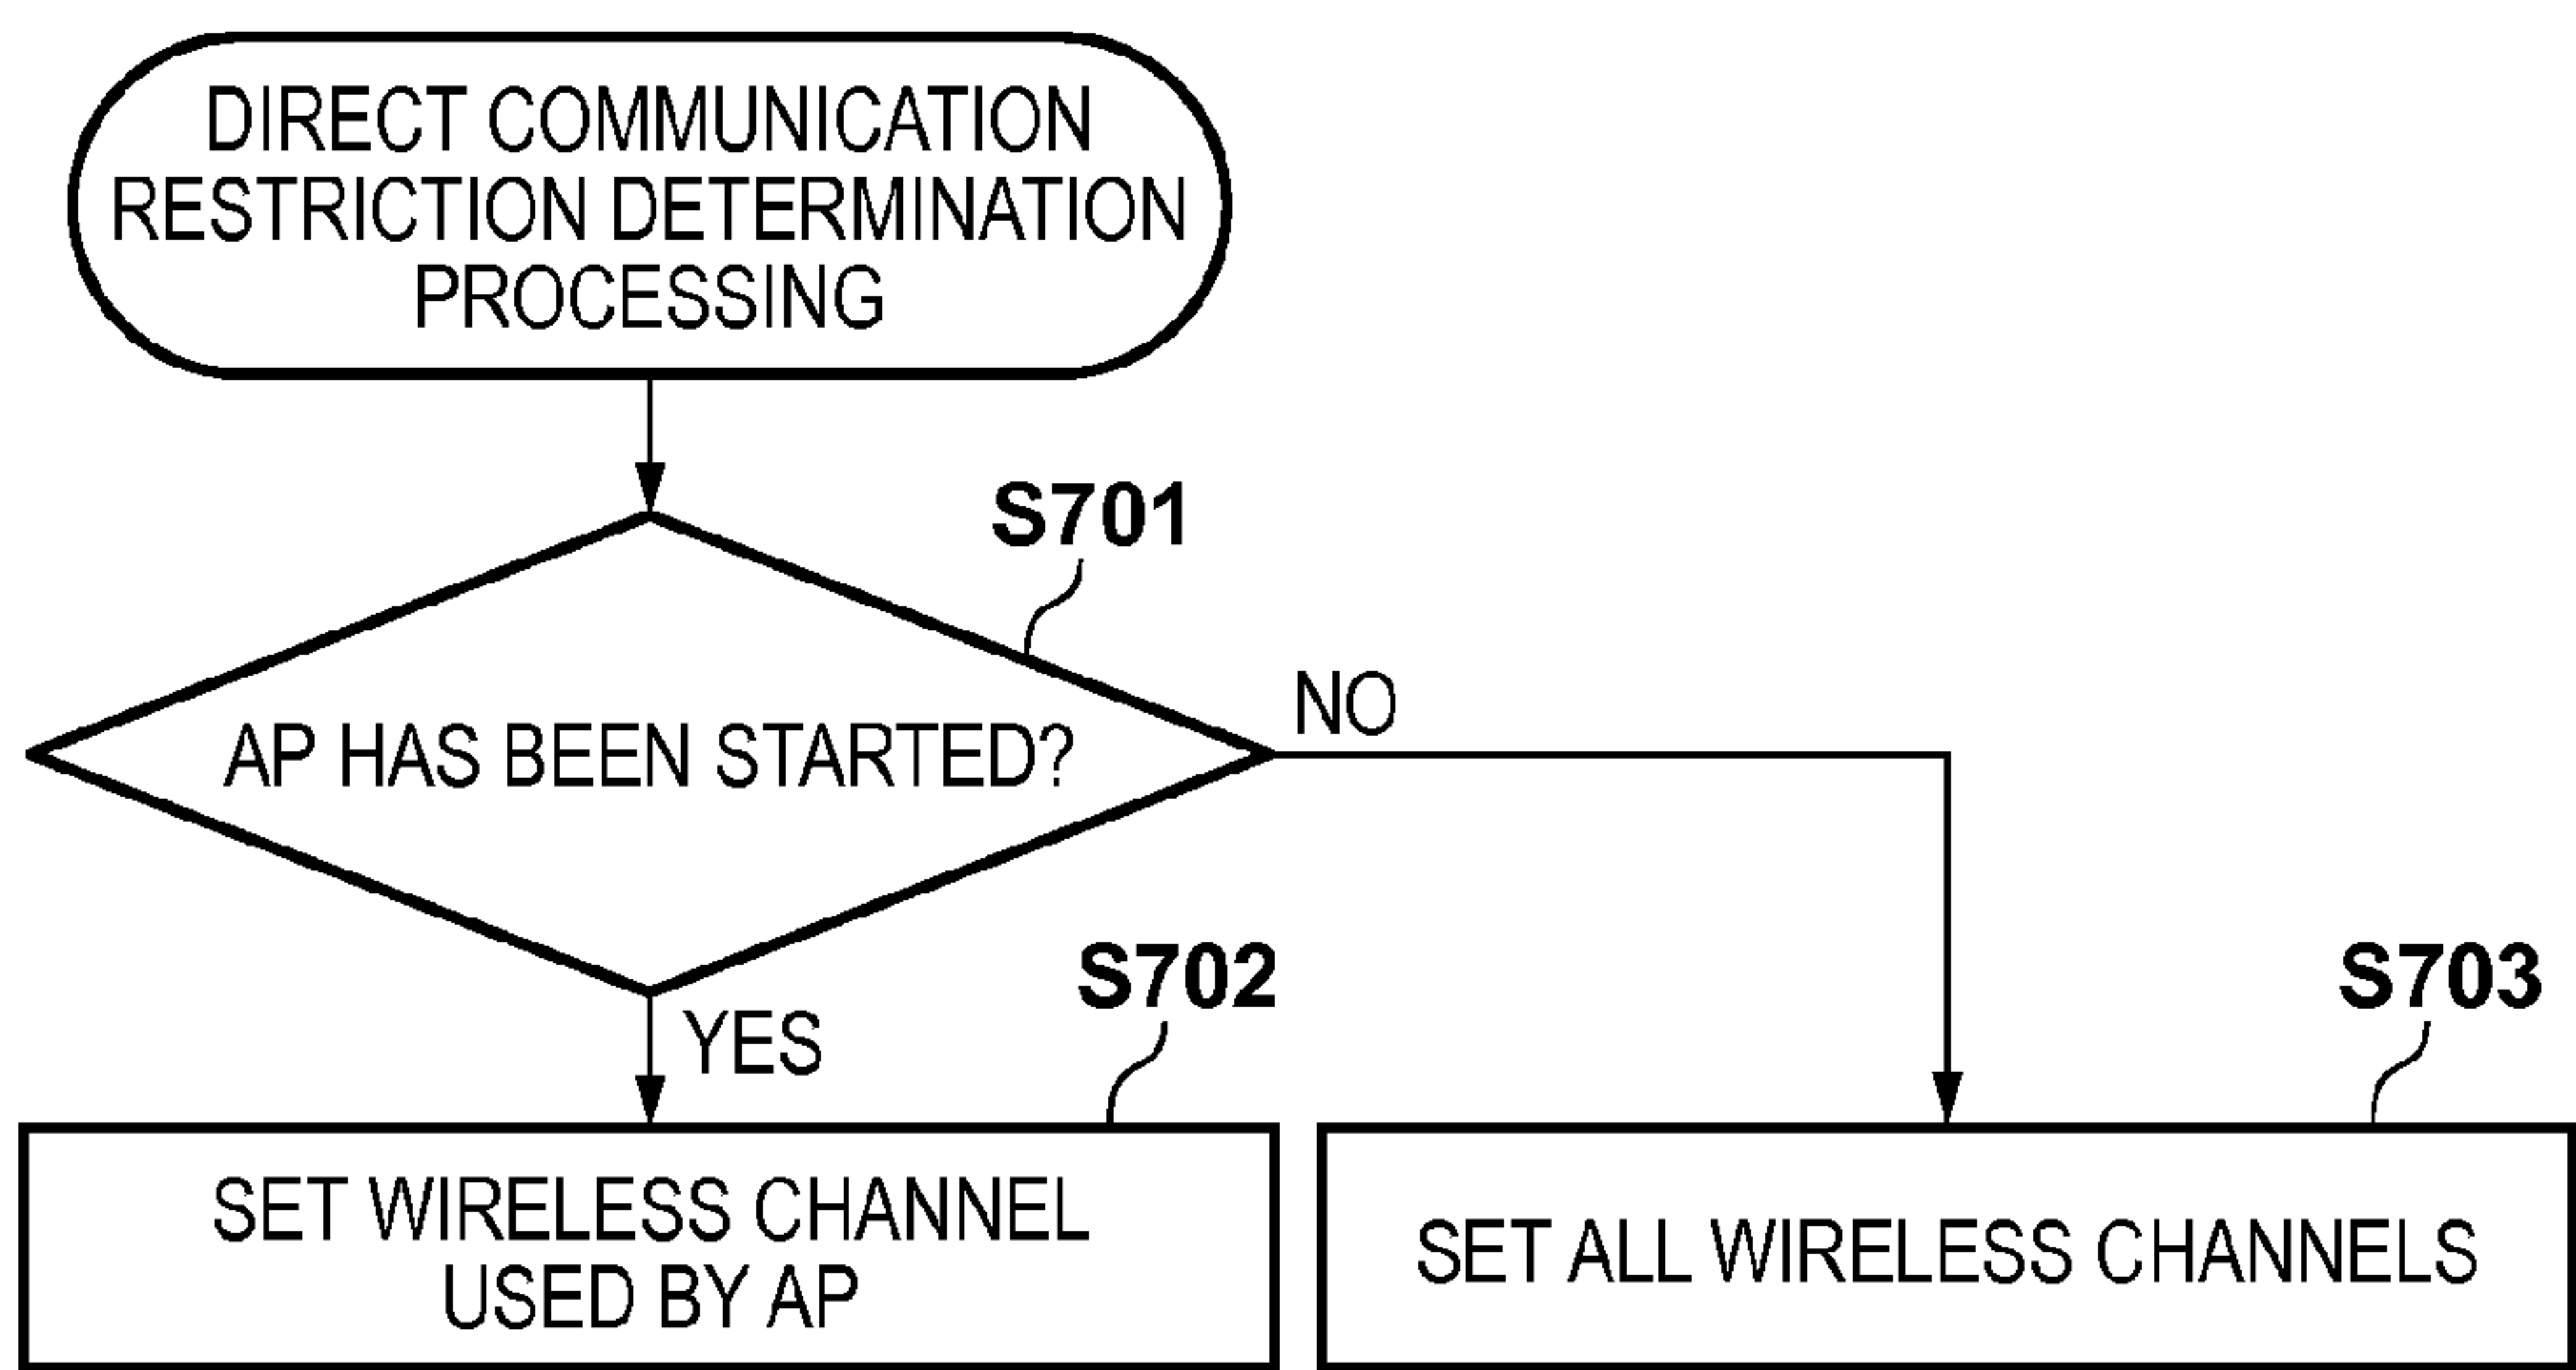 DIRECT COMMUNICATION
RESTRICTION DETERMINATION
PROCESSING
S701
AP HAS BEEN STARTED?
NO
YES
S702
SET WIRELESS CHANNEL
USED BY AP
S703
SET ALL WIRELESS CHANNELS